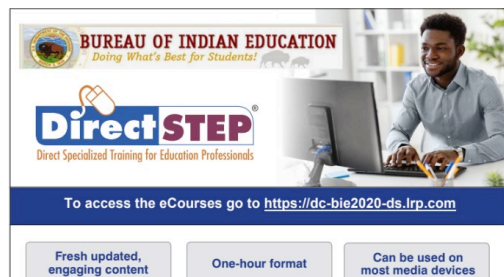 BUREAU OF INDIAN EDUCATION
Doing What's Best for Students!
DirectSTEP®
Direct Specialized Training for Education Professionals
To access the eCourses go to https://dc-bie2020-ds.lrp.com
Fresh updated,
engaging content
One-hour format
Can be used on
most media devices